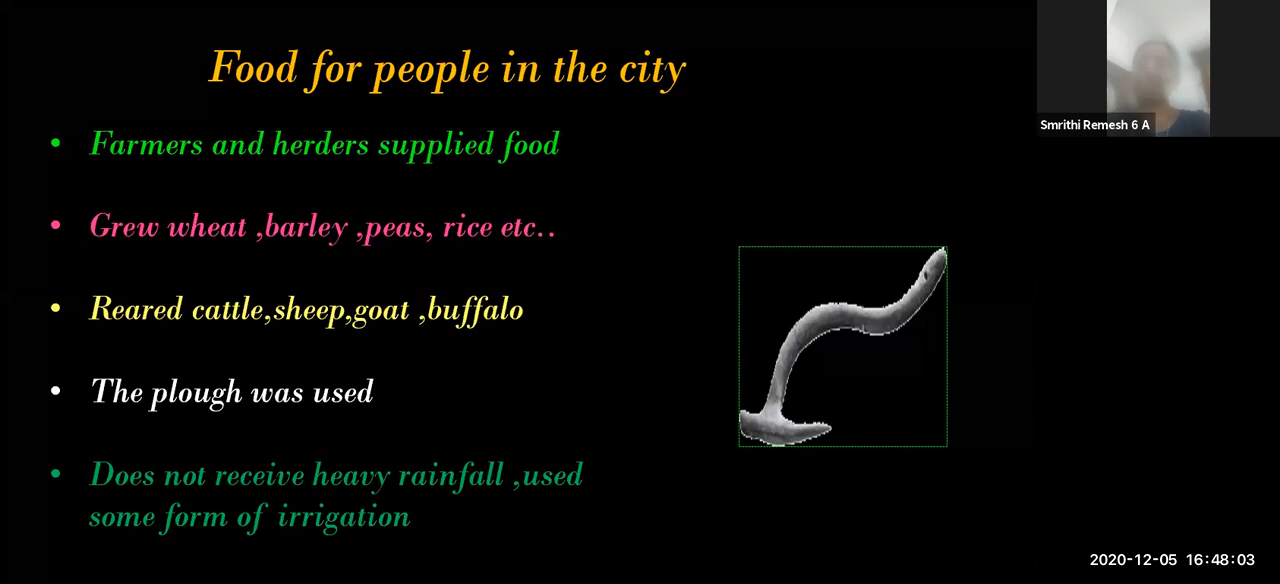 Food for people in the city
• Farmers and herders supplied food
• Grew wheat ,barley ,peas, rice etc..
• Reared cattle,sheep,goat ,buffalo
• The plough was used
• Does not receive heavy rainfall ,used
some form of irrigation
Smrithi Remesh 6 A
2020-12-05 16:48:03